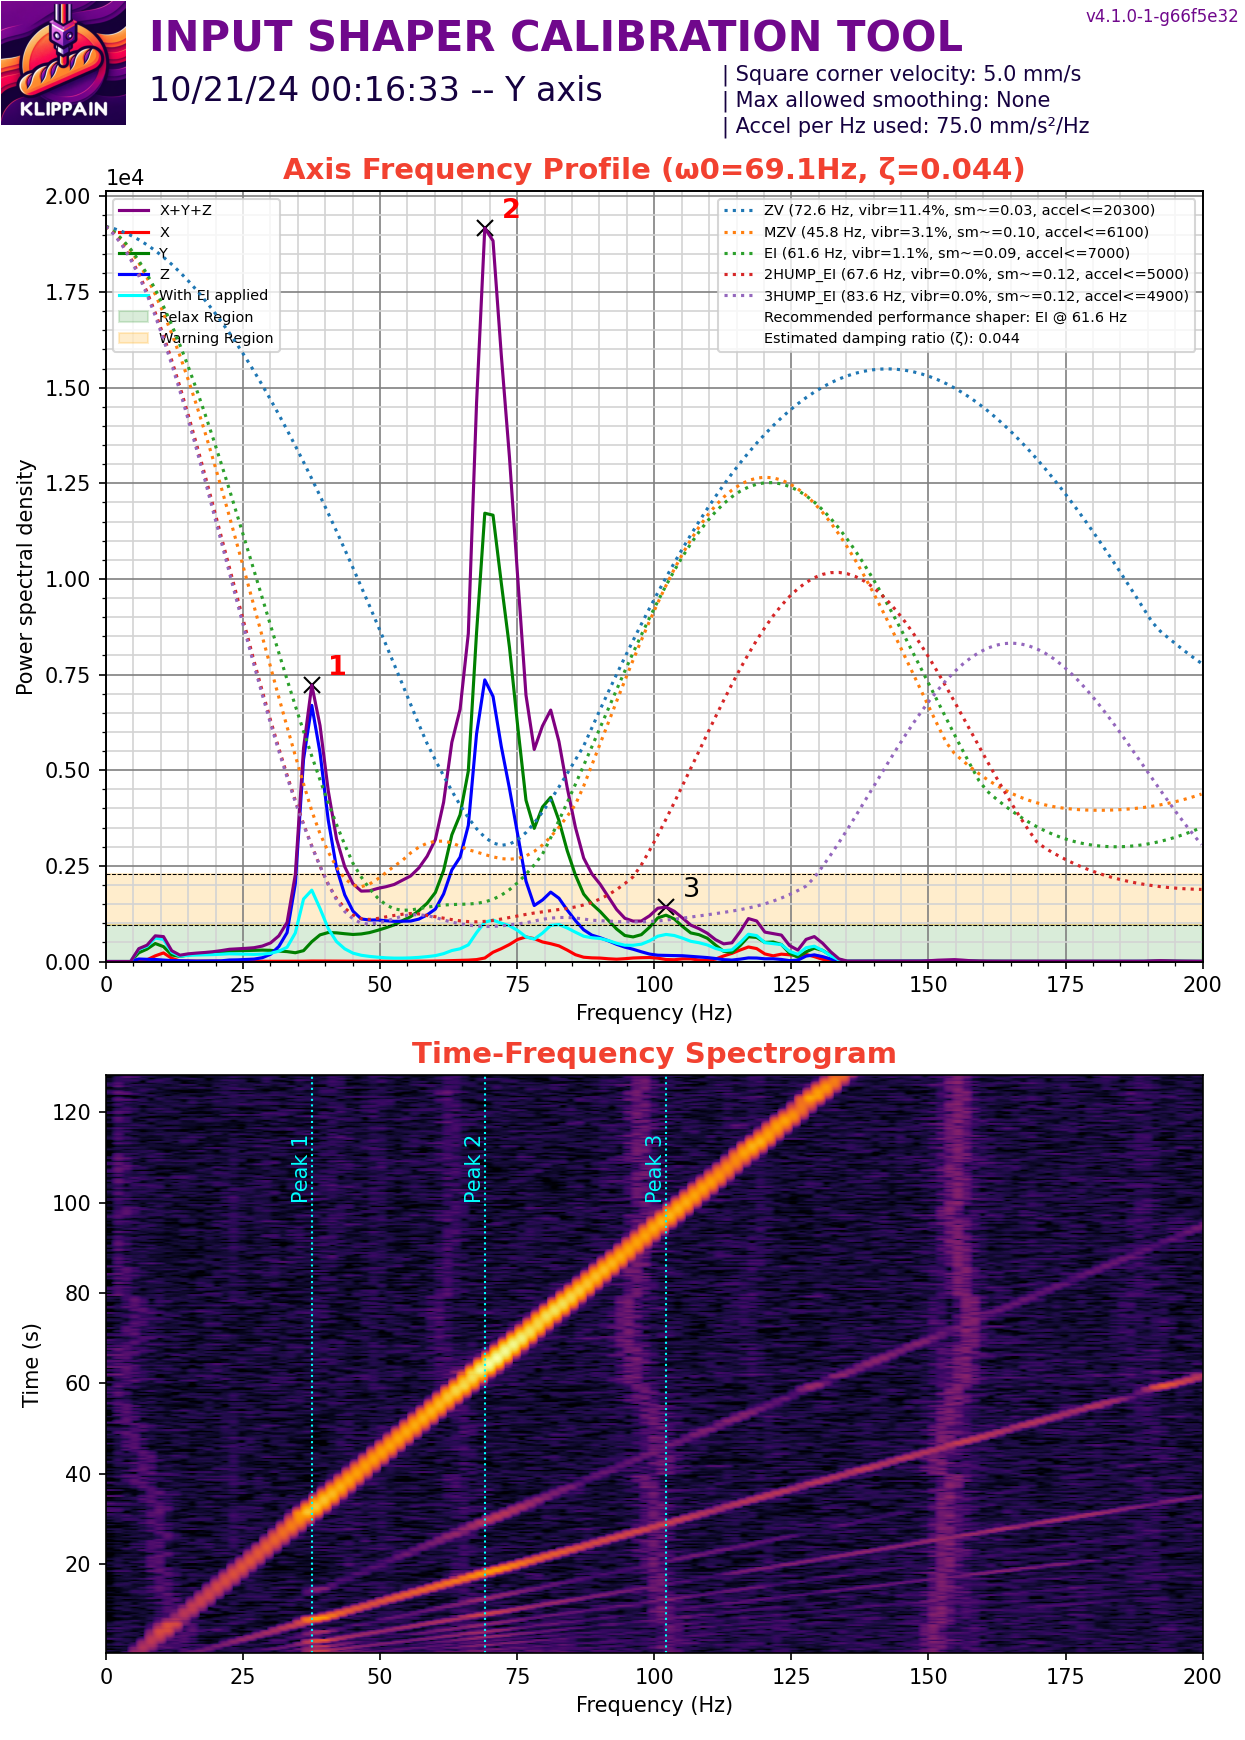 v4.1.0-1-g66f5e32
INPUT SHAPER CALIBRATION TOOL
10/21/24 00:16:33 -- Y axis
| Square corner velocity: 5.0 mm/s
| Max allowed smoothing: None
| Accel per Hz used: 75.0 mm/s²/Hz
KLIPPAIN
Axis Frequency Profile (ω0=69.1Hz, ζ=0.044)
1e4
X+Y+Z
X
Y
Z
With EI applied
Relax Region
Warning Region
ZV (72.6 Hz, vibr=11.4%, sm~=0.03, accel<=20300)
MZV (45.8 Hz, vibr=3.1%, sm~=0.10, accel<=6100)
EI (61.6 Hz, vibr=1.1%, sm~=0.09, accel<=7000)
2HUMP_EI (67.6 Hz, vibr=0.0%, sm~=0.12, accel<=5000)
3HUMP_EI (83.6 Hz, vibr=0.0%, sm~=0.12, accel<=4900)
Recommended performance shaper: EI @ 61.6 Hz
Estimated damping ratio (ζ): 0.044
2
1
3
Power spectral density
2.00
1.75
1.50
1.25
1.00
0.75
0.50
0.25
0.00
0 25 50 75 100 125 150 175 200
Frequency (Hz)
Time-Frequency Spectrogram
Peak 1
Peak 2
Peak 3
Time (s)
120
100
80
60
40
20
0 25 50 75 100 125 150 175 200
Frequency (Hz)